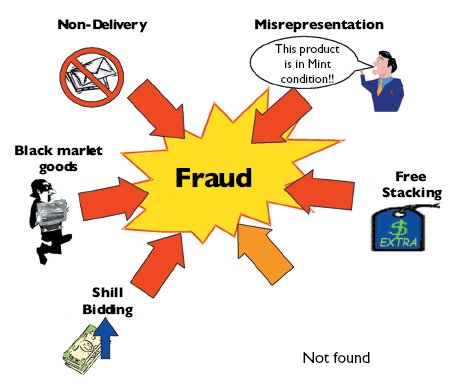 Non-Delivery
Misrepresentation
This product
is in Mint
condition!!
Black market
goods
Fraud
Free
Stacking
$
EXTRA
Shill
Bidding
Not found